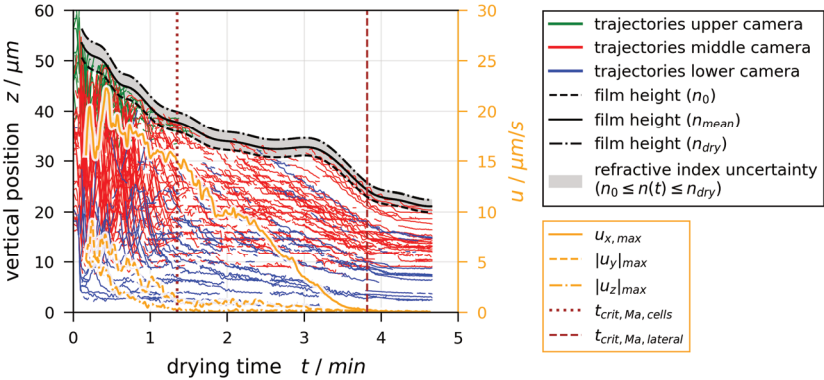 60
50
40
30
20
10
0
vertical position z / μm
0
1
2
3
4
5
drying time t / min
30
25
20
15
10
5
0
u / μm/s
trajectories upper camera
trajectories middle camera
trajectories lower camera
film height (n0)
film height (nmean)
film height (ndry)
refractive index uncertainty
(n0 ≤ n(t) ≤ ndry)
ux, max
|uy|max
|uz|max
tcrit, Ma, cells
tcrit, Ma, lateral